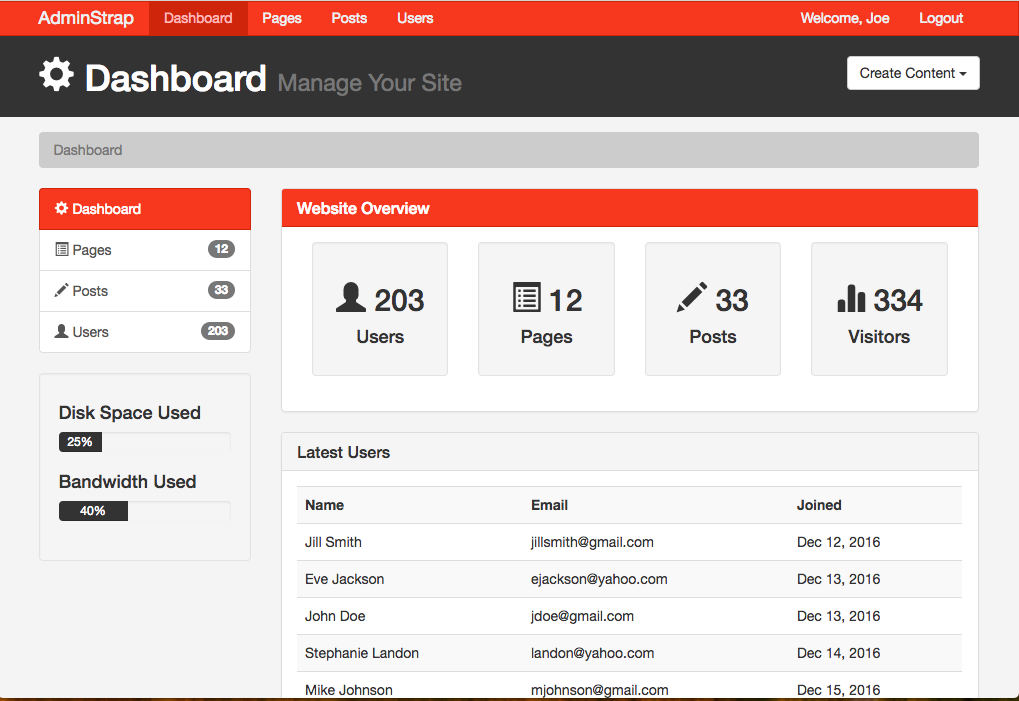 AdminStrap Dashboard Pages Posts Users Welcome, Joe Logout
Dashboard Manage Your Site
Create Content
Dashboard
Dashboard
Pages 12
Posts 33
Users 203
Disk Space Used
25%
Bandwidth Used
40%
Website Overview
203
Users
12
Pages
33
Posts
334
Visitors
Latest Users
Name Email Joined
Jill Smith jillsmith@gmail.com Dec 12, 2016
Eve Jackson ejackson@yahoo.com Dec 13, 2016
John Doe jdoe@gmail.com Dec 13, 2016
Stephanie Landon landon@yahoo.com Dec 14, 2016
Mike Johnson mjohnson@gmail.com Dec 15, 2016